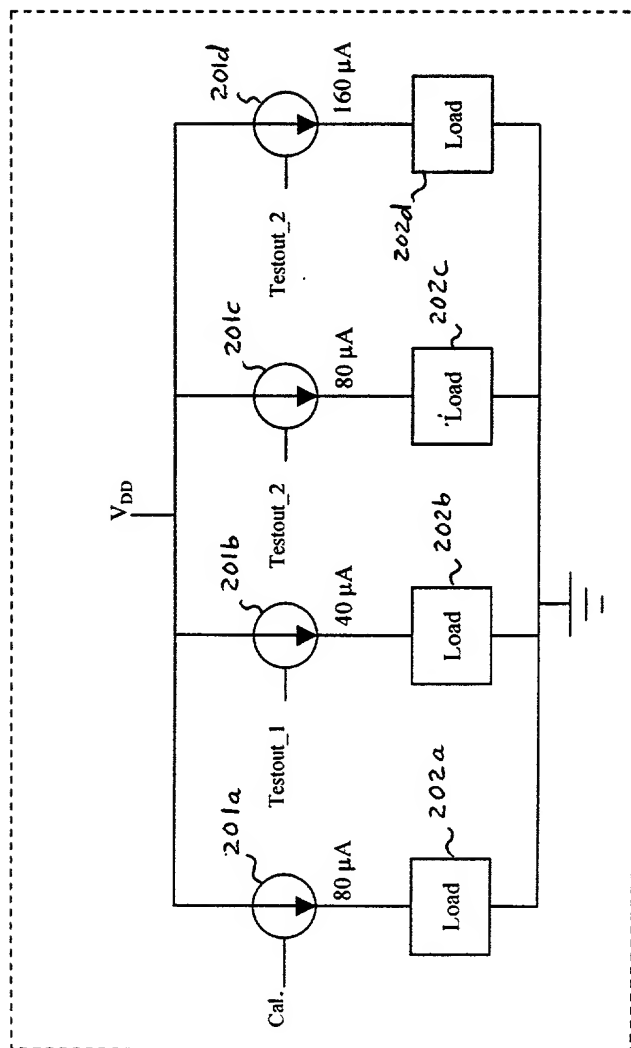 V_DD
201a
201b
201c
201d
Cal.
Testout_1
Testout_2
Testout_2
80 µA
40 µA
80 µA
160 µA
Load
Load
.Load
Load
202a
202b
202c
202d